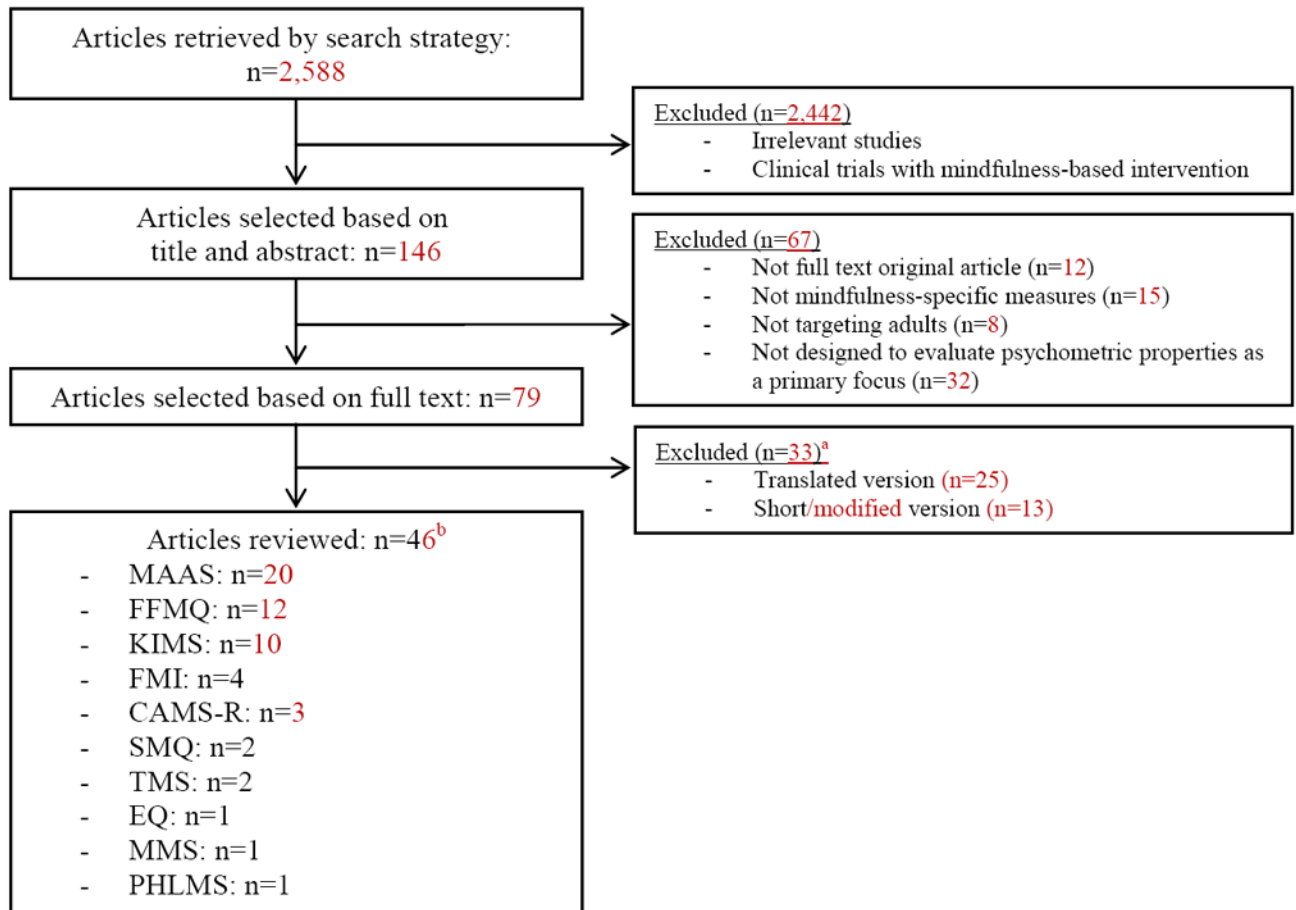 Articles retrieved by search strategy:
n=2,588
Excluded (n=2,442)
- Irrelevant studies
- Clinical trials with mindfulness-based intervention
Articles selected based on
title and abstract: n=146
Excluded (n=67)
- Not full text original article (n=12)
- Not mindfulness-specific measures (n=15)
- Not targeting adults (n=8)
- Not designed to evaluate psychometric properties as
a primary focus (n=32)
Articles selected based on full text: n=79
Excluded (n=33)ª
- Translated version (n=25)
- Short/modified version (n=13)
Articles reviewed: n=46ᵇ
- MAAS: n=20
- FFMQ: n=12
- KIMS: n=10
- FMI: n=4
- CAMS-R: n=3
- SMQ: n=2
- TMS: n=2
- EQ: n=1
- MMS: n=1
- PHLMS: n=1